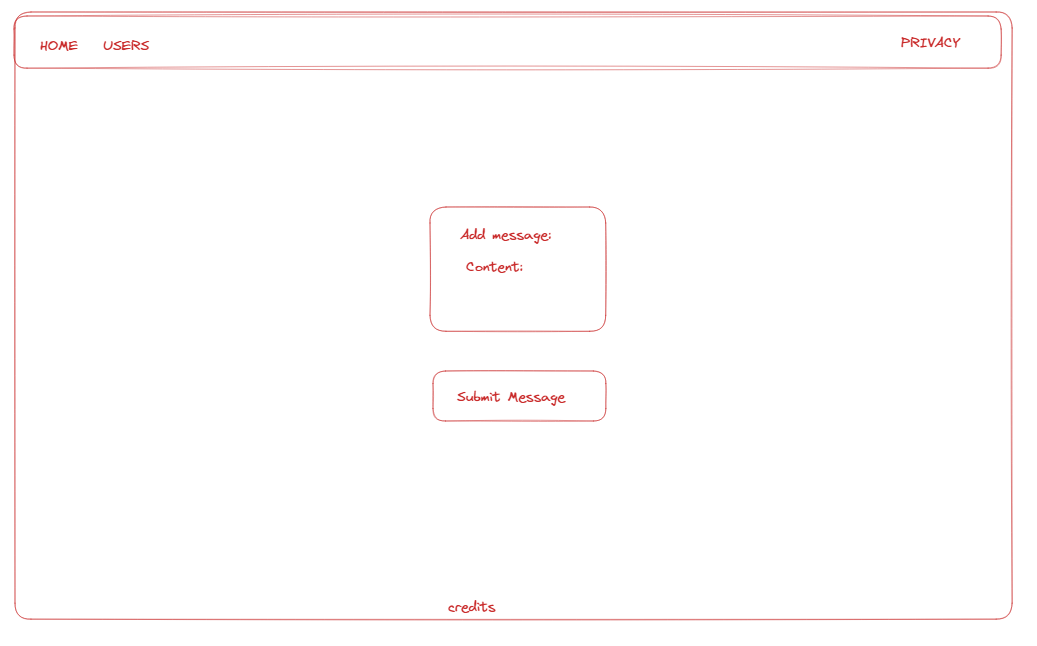 HOME USERS PRIVACY
Add message:
Content:
Submit Message
credits